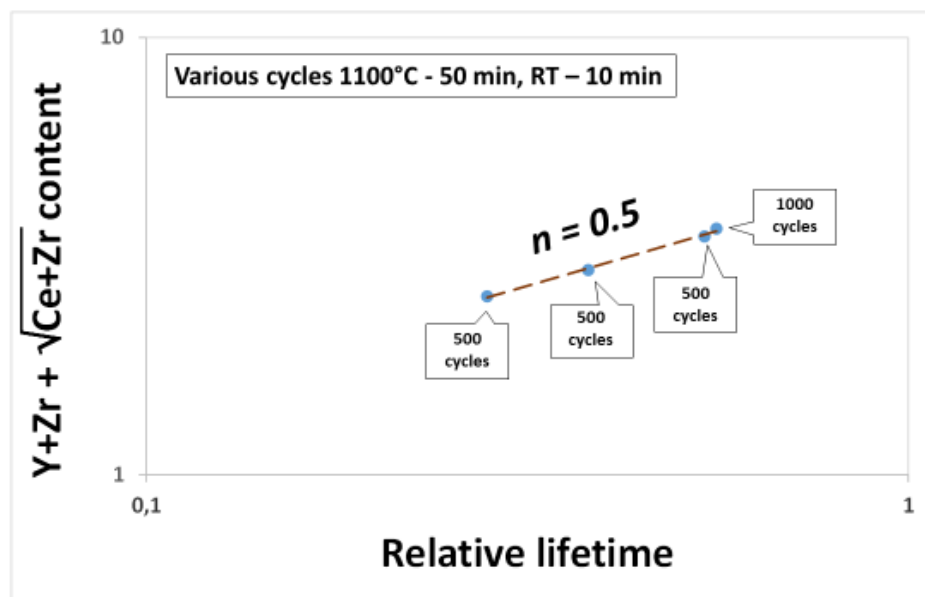 10
Various cycles 1100°C - 50 min, RT – 10 min
Y+Zr + √Ce+Zr content
n = 0.5
1000
cycles
500
cycles
500
cycles
500
cycles
1
0,1
1
Relative lifetime